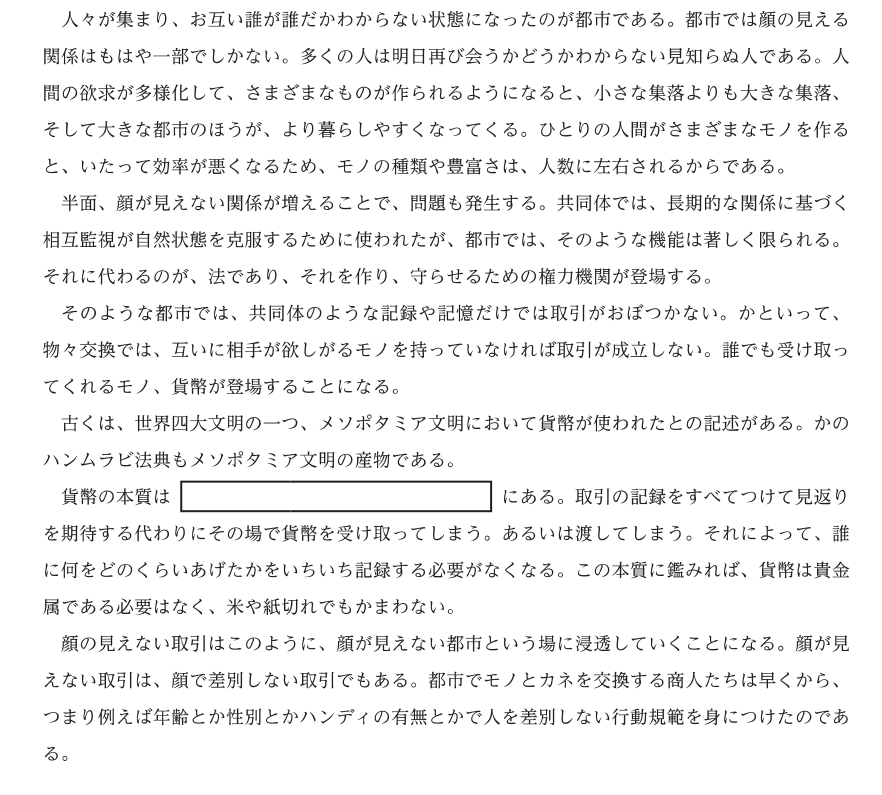 人々が集まり、お互い誰が誰だかわからない状態になったのが都市である。都市では顔の見える
関係はもはや一部でしかない。多くの人は明日再び会うかどうかわからない見知らぬ人である。人
間の欲求が多様化して、さまざまなものが作られるようになると、小さな集落よりも大きな集落、
そして大きな都市のほうが、より暮らしやすくなってくる。ひとりの人間がさまざまなモノを作る
と、いたって効率が悪くなるため、モノの種類や豊富さは、人数に左右されるからである。
半面、顔が見えない関係が増えることで、問題も発生する。共同体では、長期的な関係に基づく
相互監視が自然状態を克服するために使われたが、都市では、そのような機能は著しく限られる。
それに代わるのが、法であり、それを作り、守らせるための権力機関が登場する。
そのような都市では、共同体のような記録や記憶だけでは取引がおぼつかない。かといって、
物々交換では、互いに相手が欲しがるモノを持っていなければ取引が成立しない。誰でも受け取っ
てくれるモノ、貨幣が登場することになる。
古くは、世界四大文明の一つ、メソポタミア文明において貨幣が使われたとの記述がある。かの
ハンムラビ法典もメソポタミア文明の産物である。
貨幣の本質は にある。取引の記録をすべてつけて見返り
を期待する代わりにその場で貨幣を受け取ってしまう。あるいは渡してしまう。それによって、誰
に何をどのくらいあげたかをいちいち記録する必要がなくなる。この本質に鑑みれば、貨幣は貴金
属である必要はなく、米や紙切れでもかまわない。
顔の見えない取引はこのように、顔が見えない都市という場に浸透していくことになる。顔が見
えない取引は、顔で差別しない取引でもある。都市でモノとカネを交換する商人たちは早くから、
つまり例えば年齢とか性別とかハンディの有無とかで人を差別しない行動規範を身につけたのであ
る。